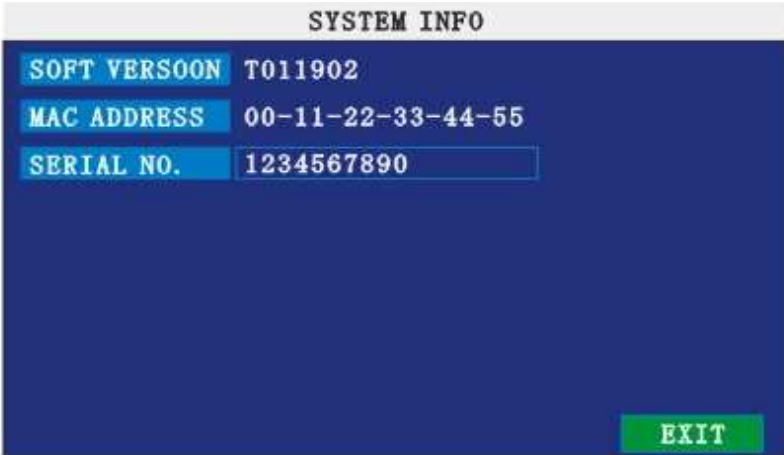 SYSTEM INFO
SOFT VERSOON T011902
MAC ADDRESS 00-11-22-33-44-55
SERIAL NO. 1234567890
EXIT